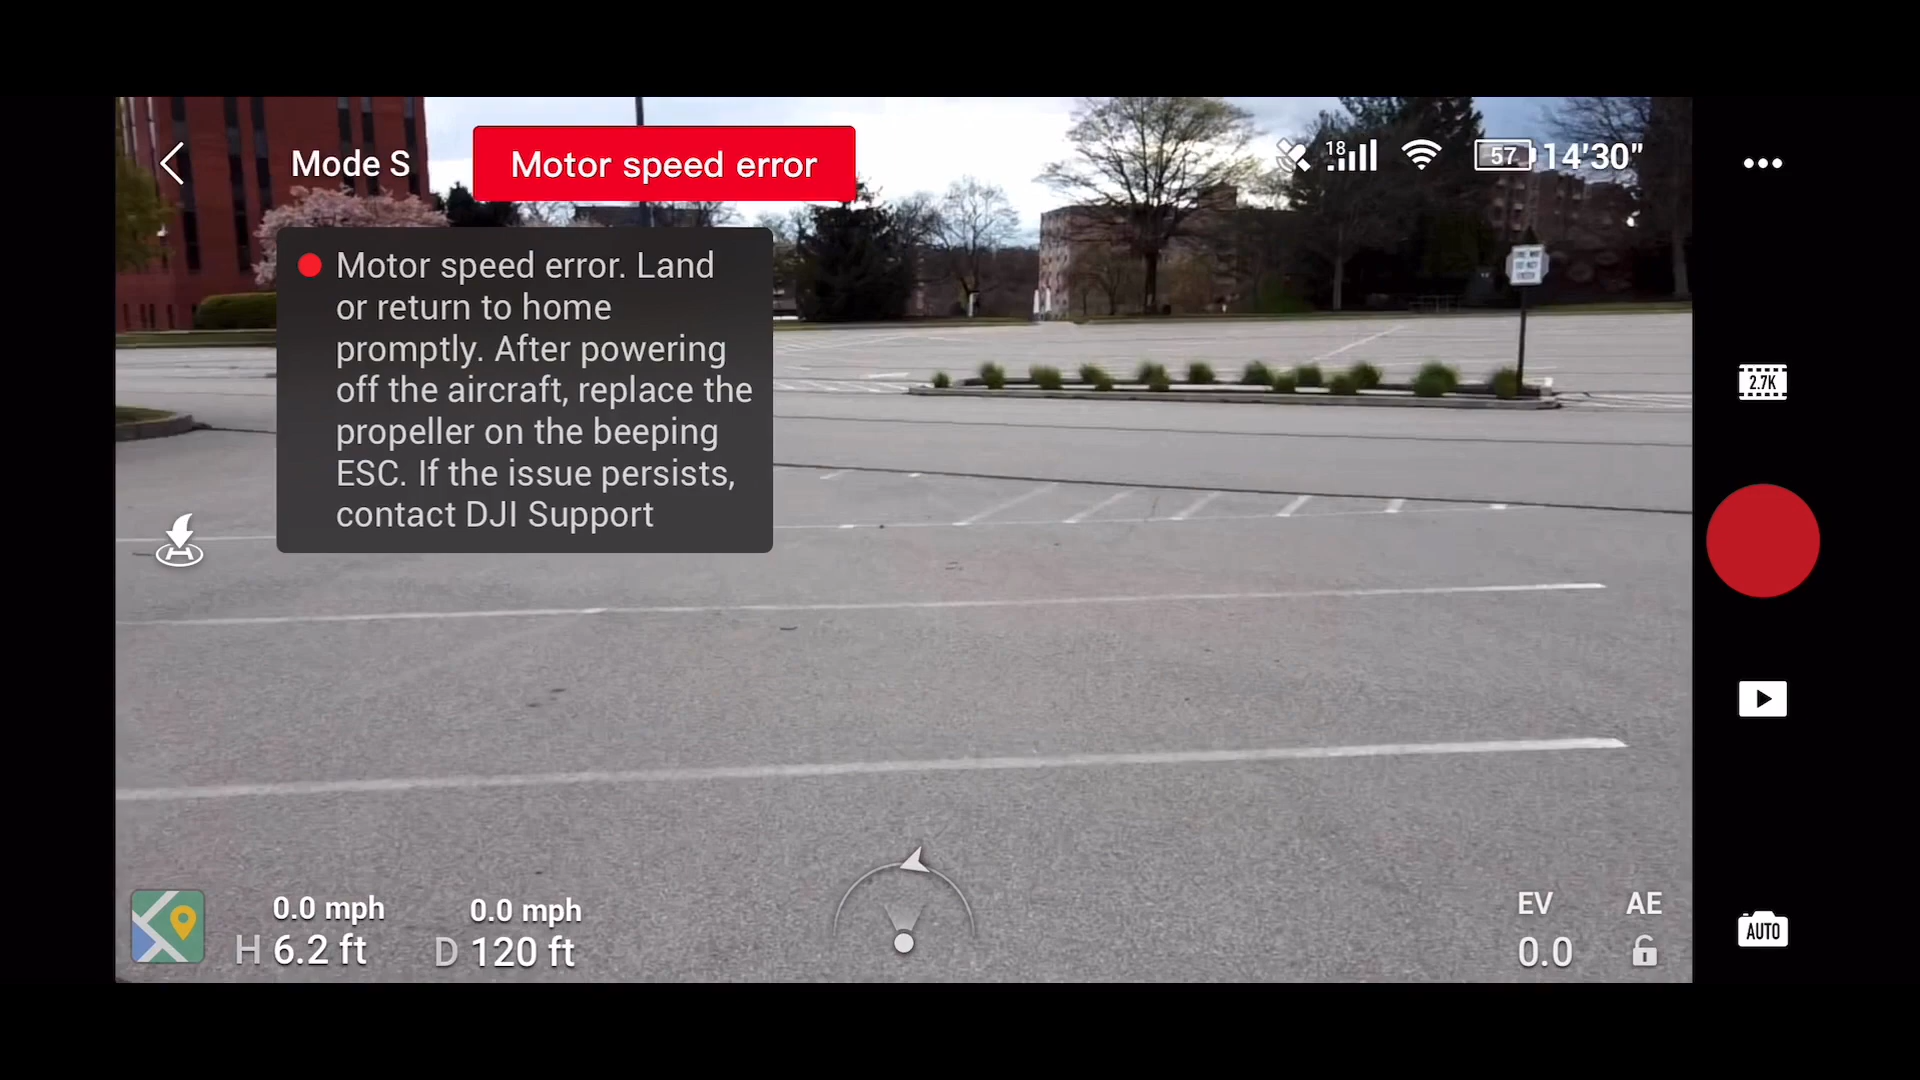 Mode S
Motor speed error
18
57
14'30"
Motor speed error. Land
or return to home
promptly. After powering
off the aircraft, replace the
propeller on the beeping
ESC. If the issue persists,
contact DJI Support
2.7K
0.0 mph
0.0 mph
H 6.2 ft
D 120 ft
EV
AE
0.0
AUTO